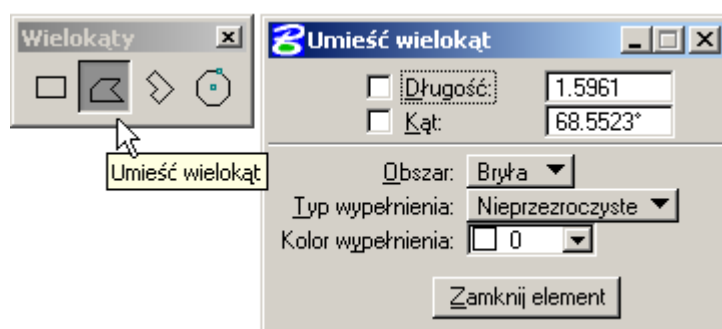 Wielokąty
Umieść wielokąt
Umieść wielokąt
Długość: 1.5961
Kąt: 68.5523°
Obszar: Bryła
Typ wypełnienia: Nieprzezroczyste
Kolor wypełnienia: 0
Zamknij element